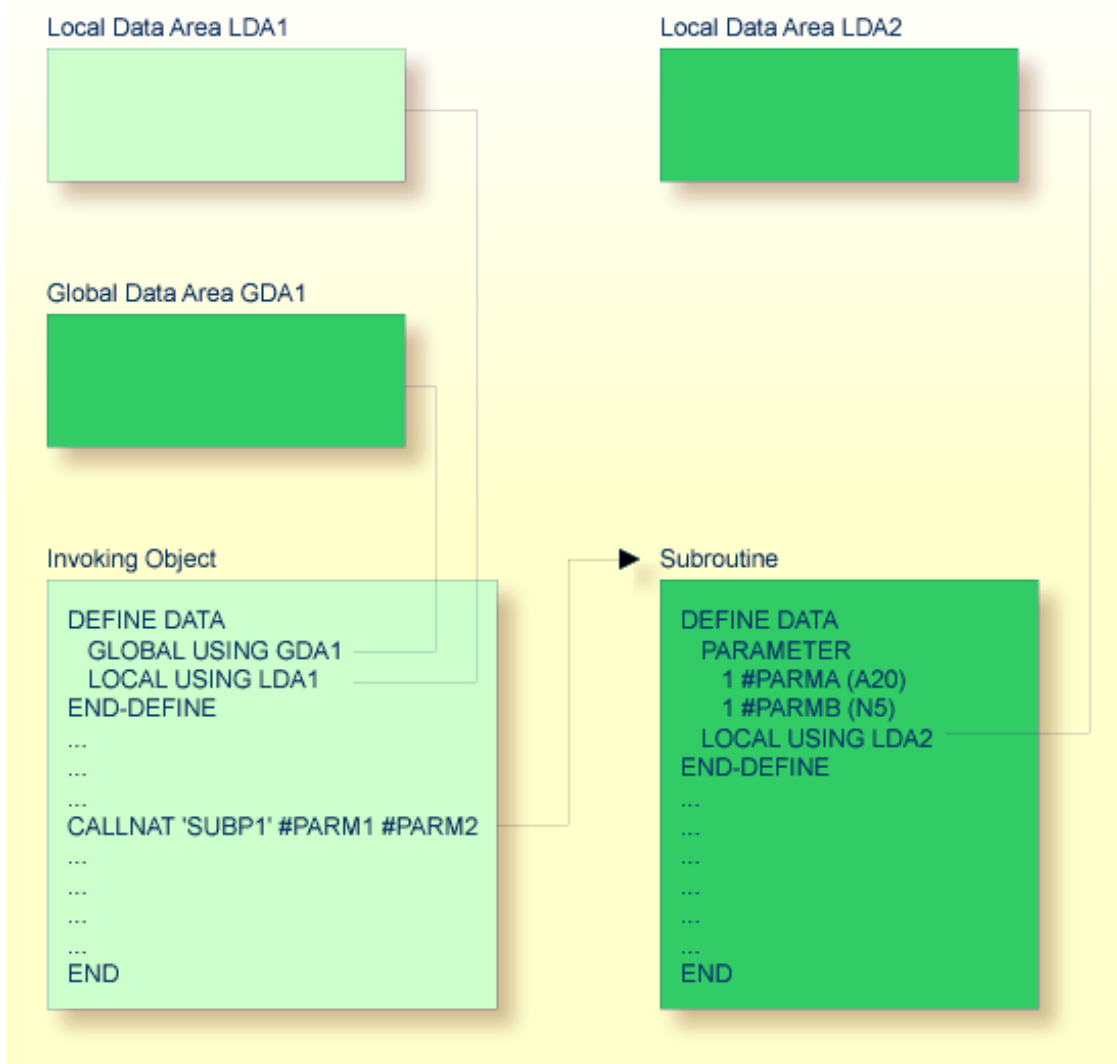 Local Data Area LDA1
Local Data Area LDA2
Global Data Area GDA1
Invoking Object
DEFINE DATA
GLOBAL USING GDA1
LOCAL USING LDA1
END-DEFINE
...
...
...
CALLNAT 'SUBP1' #PARM1 #PARM2
...
...
...
...
END
Subroutine
DEFINE DATA
PARAMETER
1 #PARMA (A20)
1 #PARMB (N5)
LOCAL USING LDA2
END-DEFINE
...
...
...
...
...
...
END